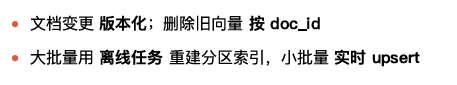 • 文档变更 版本化；删除旧向量 按 doc_id
• 大批量用 离线任务 重建分区索引，小批量 实时 upsert